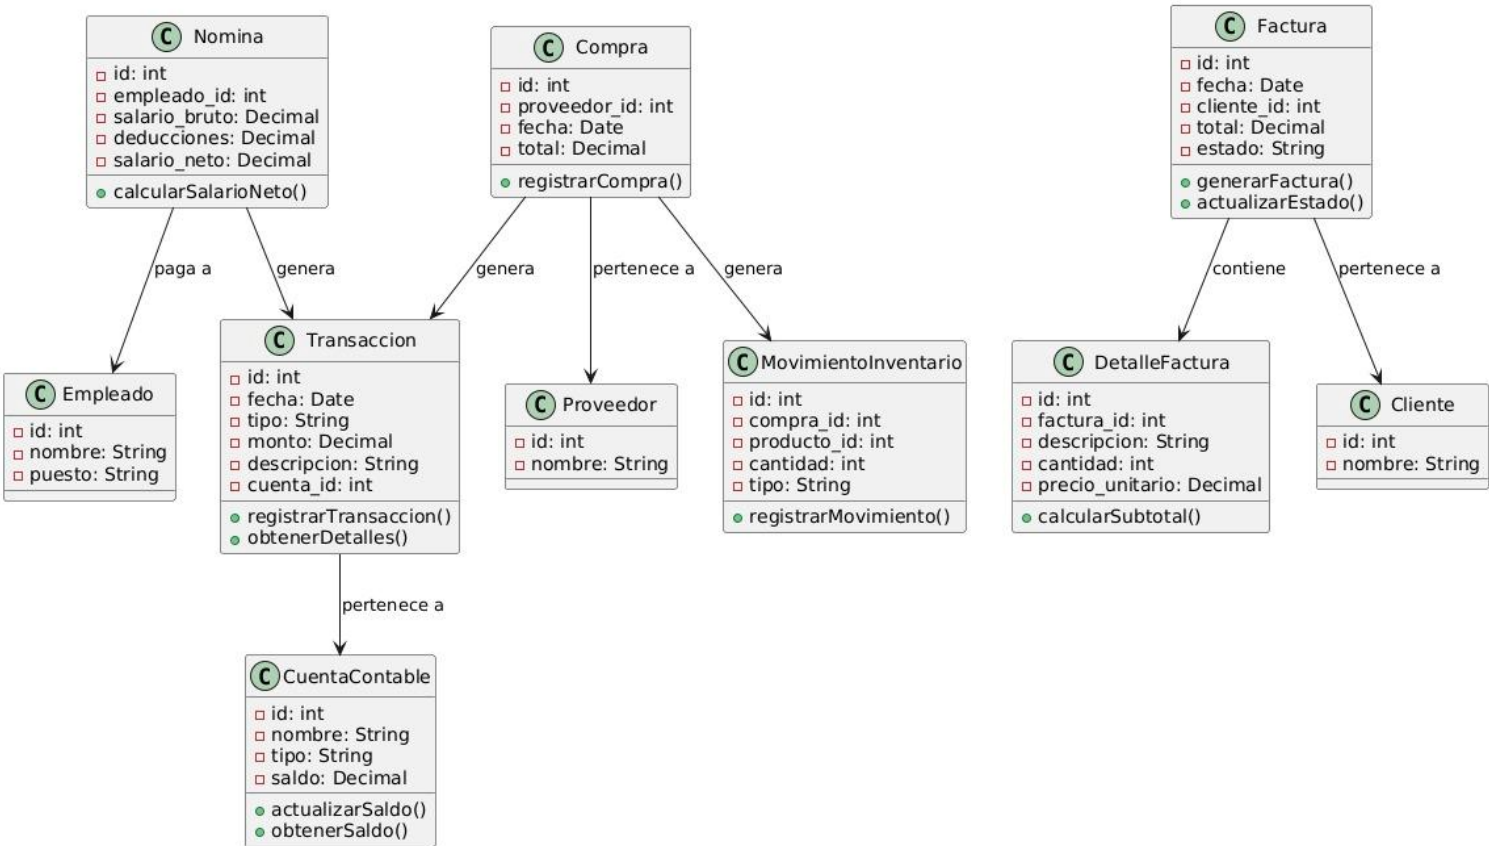 C Nomina
id: int
empleado_id: int
salario_bruto: Decimal
deducciones: Decimal
salario_neto: Decimal
calcularSalarioNeto()
C Compra
id: int
proveedor_id: int
fecha: Date
total: Decimal
registrarCompra()
C Factura
id: int
fecha: Date
cliente_id: int
total: Decimal
estado: String
generarFactura()
actualizarEstado()
paga a
genera
genera
pertenece a
genera
contiene
pertenece a
C Empleado
id: int
nombre: String
puesto: String
C Transaccion
id: int
fecha: Date
tipo: String
monto: Decimal
descripcion: String
cuenta_id: int
registrarTransaccion()
obtenerDetalles()
C Proveedor
id: int
nombre: String
C MovimientoInventario
id: int
compra_id: int
producto_id: int
cantidad: int
tipo: String
registrarMovimiento()
C DetalleFactura
id: int
factura_id: int
descripcion: String
cantidad: int
precio_unitario: Decimal
calcularSubtotal()
C Cliente
id: int
nombre: String
pertenece a
C CuentaContable
id: int
nombre: String
tipo: String
saldo: Decimal
actualizarSaldo()
obtenerSaldo()